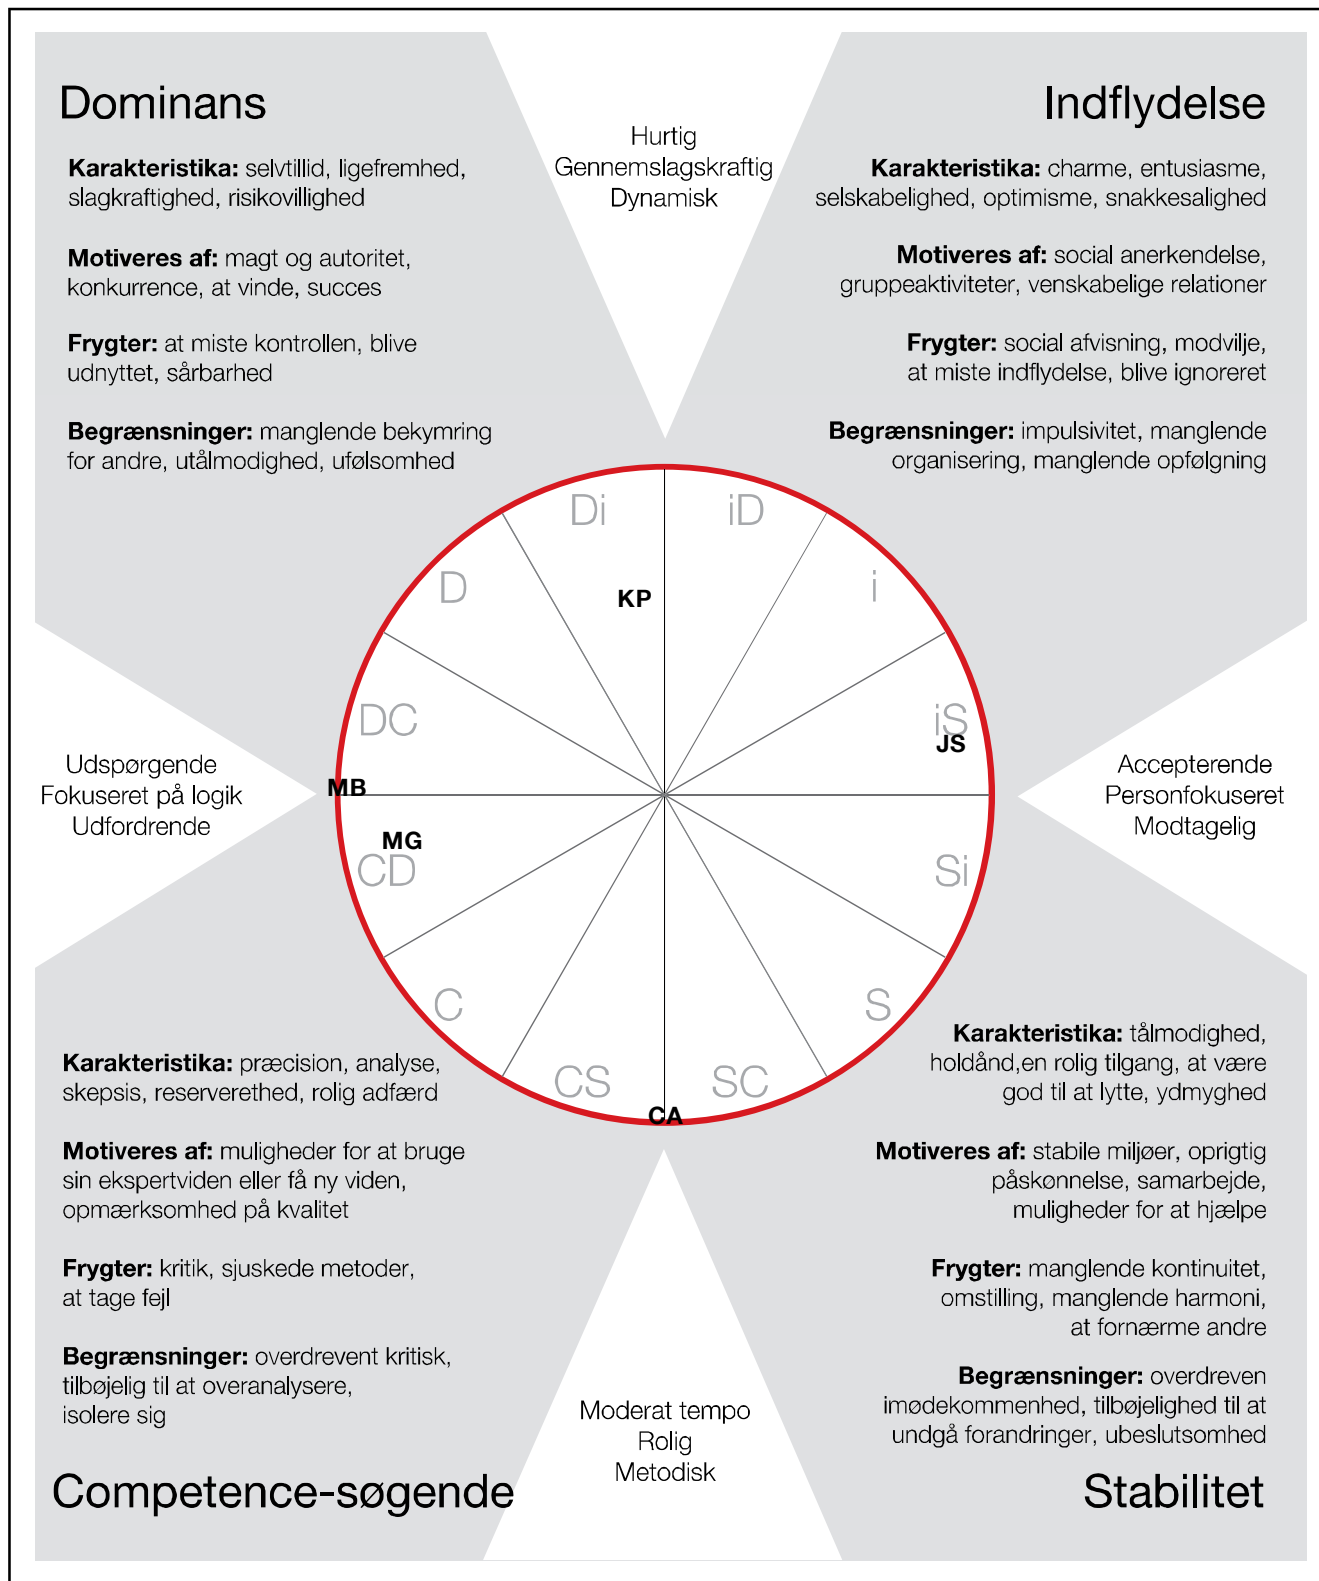 Dominans
Karakteristika: selvtillid, ligefremhed,
slagkraftighed, risikovillighed
Motiveres af: magt og autoritet,
konkurrence, at vinde, succes
Frygter: at miste kontrollen, blive
udnyttet, sårbarhed
Begrænsninger: manglende bekymring
for andre, utålmodighed, ufølsomhed
Hurtig
Gennemslagskraftig
Dynamisk
Indflydelse
Karakteristika: charme, entusiasme,
selskabelighed, optimisme, snakkesalighed
Motiveres af: social anerkendelse,
gruppeaktiviteter, venskabelige relationer
Frygter: social afvisning, modvilje,
at miste indflydelse, blive ignoreret
Begrænsninger: impulsivitet, manglende
organisering, manglende opfølgning
Di
iD
D
i
KP
DC
iS
JS
Udspørgende
Fokuseret på logik
Udfordrende
MB
Accepterende
Personfokuseret
Modtagelig
MG
CD
Si
C
S
CS
SC
CA
Karakteristika: præcision, analyse,
skepsis, reserverethed, rolig adfærd
Motiveres af: muligheder for at bruge
sin ekspertviden eller få ny viden,
opmærksomhed på kvalitet
Frygter: kritik, sjuskede metoder,
at tage fejl
Begrænsninger: overdrevent kritisk,
tilbøjelig til at overanalysere,
isolere sig
Competence-søgende
Moderat tempo
Rolig
Metodisk
Karakteristika: tålmodighed,
holdånd,en rolig tilgang, at være
god til at lytte, ydmyghed
Motiveres af: stabile miljøer, oprigtig
påskønnelse, samarbejde,
muligheder for at hjælpe
Frygter: manglende kontinuitet,
omstilling, manglende harmoni,
at fornærme andre
Begrænsninger: overdreven
imødekommenhed, tilbøjelighed til at
undgå forandringer, ubeslutsomhed
Stabilitet